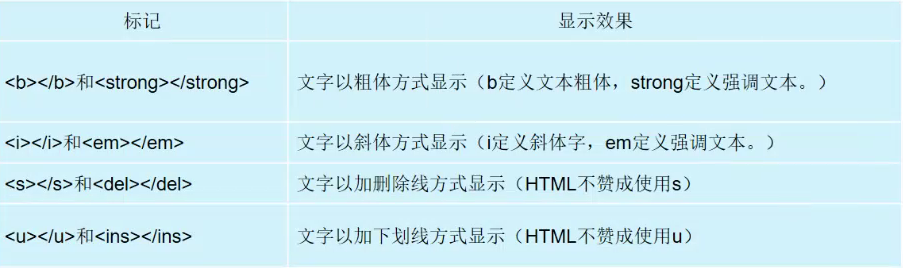 标记 显示效果
<b></b>和<strong></strong> 文字以粗体方式显示（b定义文本粗体，strong定义强调文本。）
<i></i>和<em></em> 文字以斜体方式显示（i定义斜体字，em定义强调文本。）
<s></s>和<del></del> 文字以加删除线方式显示（HTML不赞成使用s）
<u></u>和<ins></ins> 文字以加下划线方式显示（HTML不赞成使用u）